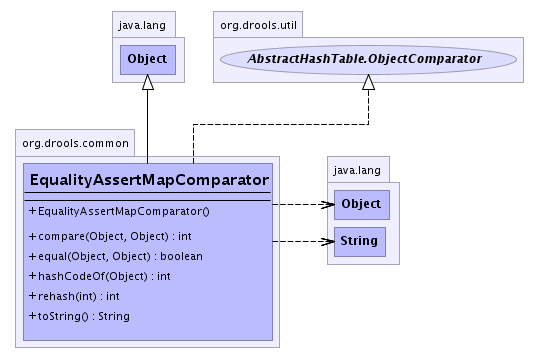 java.lang
Object
org.drools.util
AbstractHashTable.ObjectComparator
org.drools.common
EqualityAssertMapComparator
+EqualityAssertMapComparator()
+compare(Object, Object) : int
+equal(Object, Object) : boolean
+hashCodeOf(Object) : int
+rehash(int) : int
+toString() : String
java.lang
Object
String